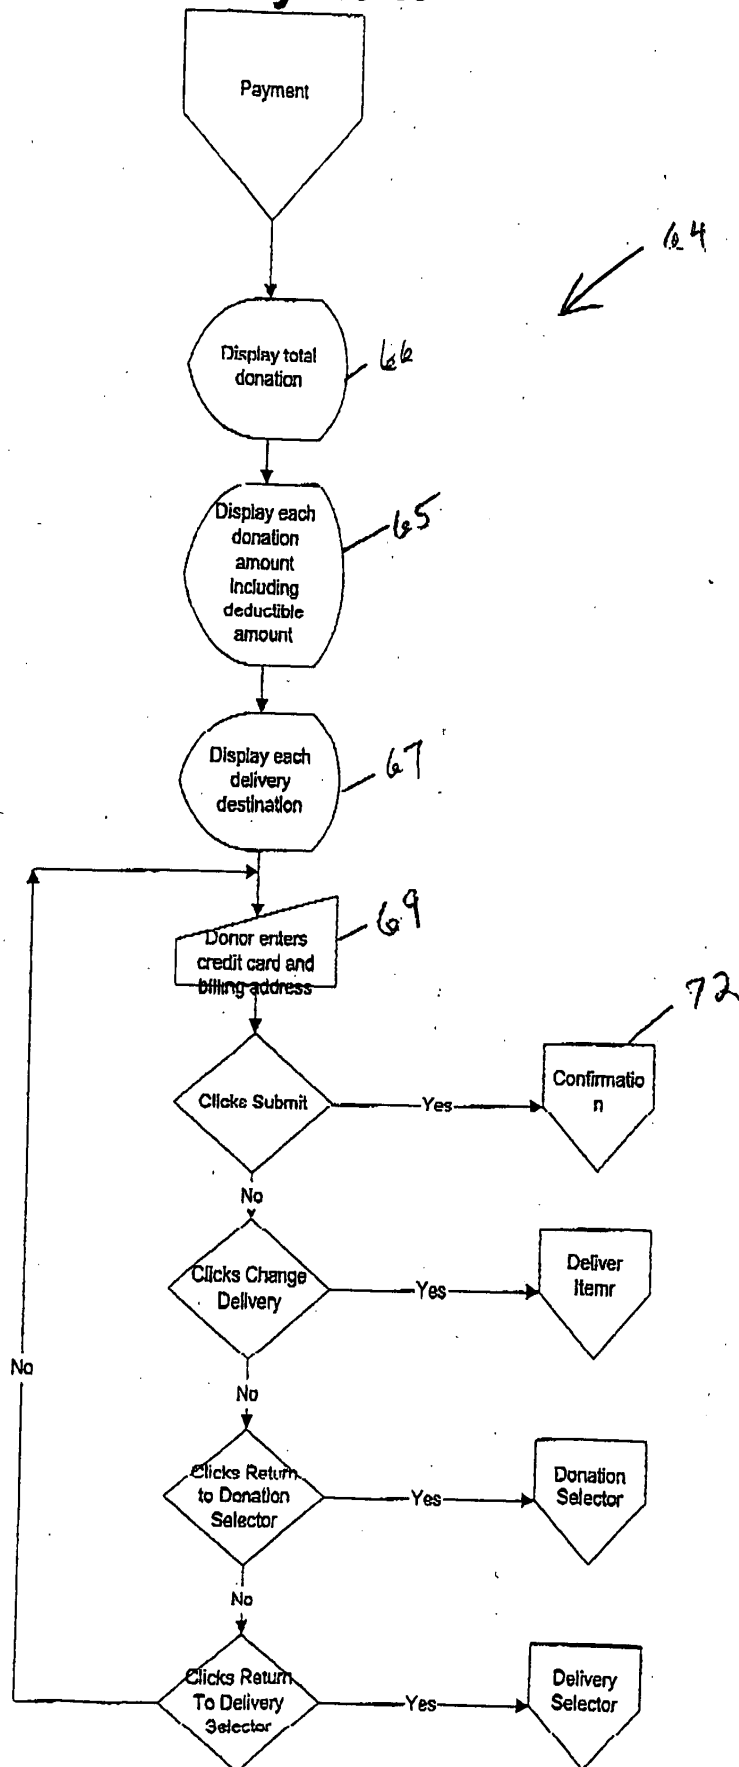 Payment
64
Display total
donation
66
Display each
donation
amount
including
deductible
amount
65
Display each
delivery
destination
67
Donor enters
credit card and
billing address
69
72
Clicks Submit
Yes
Confirmatio
n
No
Clicks Change
Delivery
Yes
Deliver
Itemr
No
No
Clicks Return
to Donation
Selector
Yes
Donation
Selector
No
Clicks Return
To Delivery
Selector
Yes
Delivery
Selector